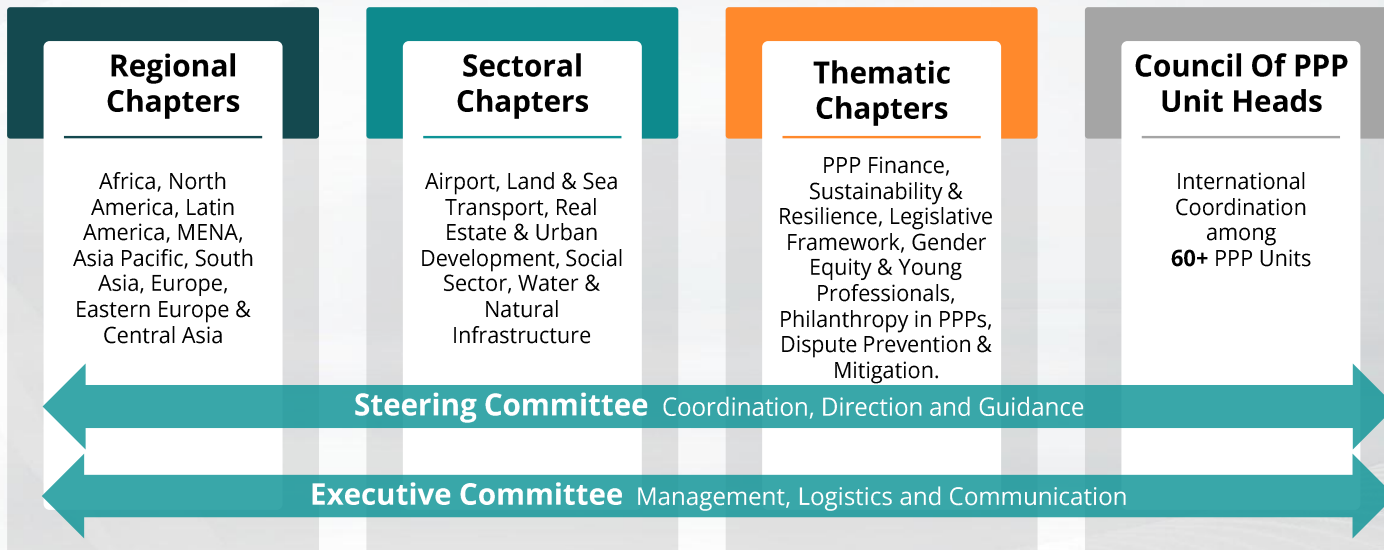 Regional
Chapters
Africa, North
America, Latin
America, MENA,
Asia Pacific, South
Asia, Europe,
Eastern Europe &
Central Asia
Sectoral
Chapters
Airport, Land & Sea
Transport, Real
Estate & Urban
Development, Social
Sector, Water &
Natural
Infrastructure
Thematic
Chapters
PPP Finance,
Sustainability &
Resilience, Legislative
Framework, Gender
Equity & Young
Professionals,
Philanthropy in PPPs,
Dispute Prevention &
Mitigation.
Council Of PPP
Unit Heads
International
Coordination
among
60+ PPP Units
Steering Committee Coordination, Direction and Guidance
Executive Committee Management, Logistics and Communication